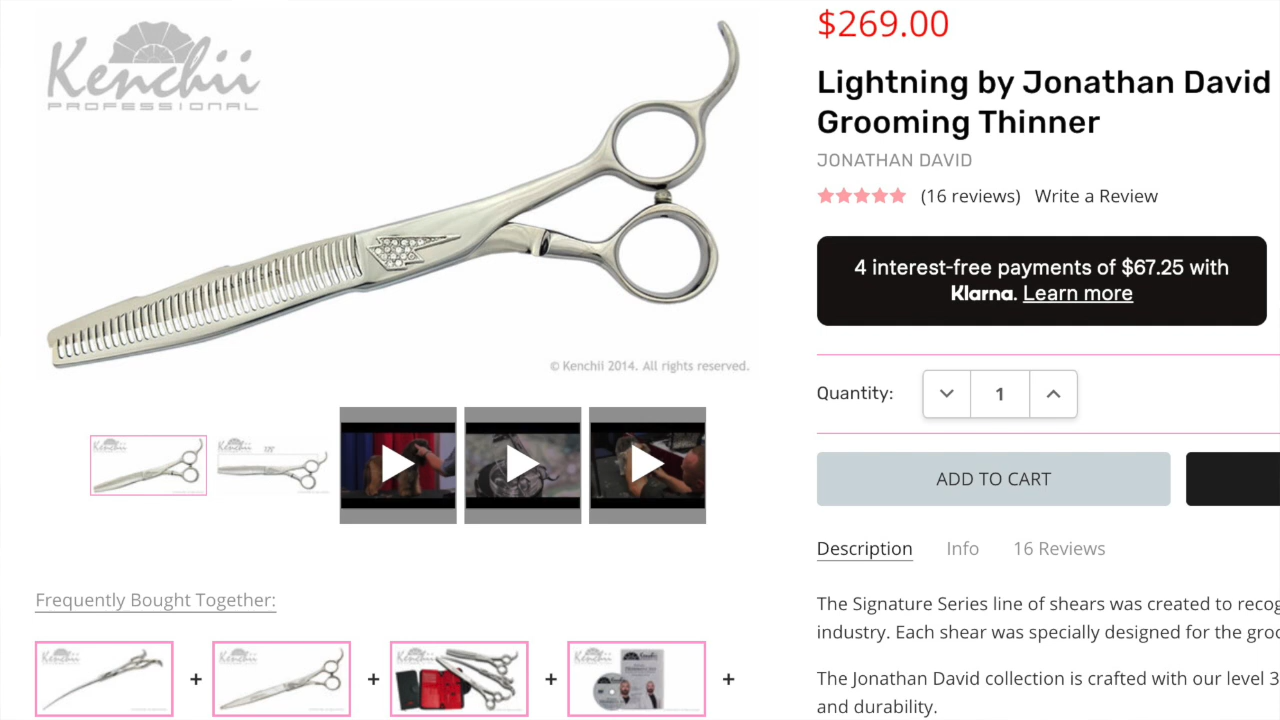 Kenchii
PROFESSIONAL
© Kenchii 2014. All rights reserved.
$269.00
Lightning by Jonathan David
Grooming Thinner
JONATHAN DAVID
(16 reviews) Write a Review
4 interest-free payments of $67.25 with
Klarna. Learn more
Quantity: 1
ADD TO CART
Description Info 16 Reviews
The Signature Series line of shears was created to
industry. Each shear was specially designed for the
The Jonathan David collection is crafted with our level 3
and durability.
Frequently Bought Together:
Kenchii
Kenchii
+ + + +